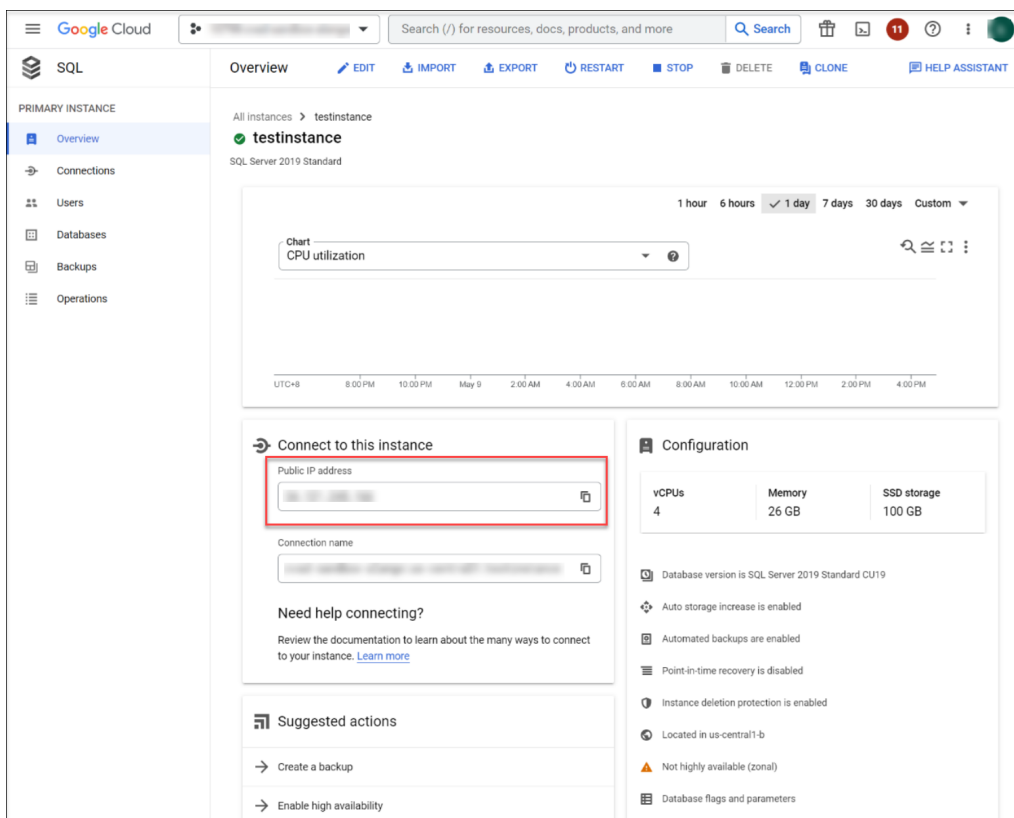 Google Cloud
Search (/) for resources, docs, products, and more
Search
11
SQL
Overview
EDIT
IMPORT
EXPORT
RESTART
STOP
DELETE
CLONE
HELP ASSISTANT
PRIMARY INSTANCE
Overview
Connections
Users
Databases
Backups
Operations
All instances > testinstance
testinstance
SQL Server 2019 Standard
1 hour 6 hours 1 day 7 days 30 days Custom
Chart
CPU utilization
UTC+8 8:00 PM 10:00 PM May 9 2:00 AM 4:00 AM 6:00 AM 8:00 AM 10:00 AM 12:00 PM 2:00 PM 4:00 PM
Connect to this instance
Public IP address
Connection name
Need help connecting?
Review the documentation to learn about the many ways to connect
to your instance. Learn more
Suggested actions
Create a backup
Enable high availability
Configuration
vCPUs Memory SSD storage
4 26 GB 100 GB
Database version is SQL Server 2019 Standard CU19
Auto storage increase is enabled
Automated backups are enabled
Point-in-time recovery is disabled
Instance deletion protection is enabled
Located in us-central1-b
Not highly available (zonal)
Database flags and parameters